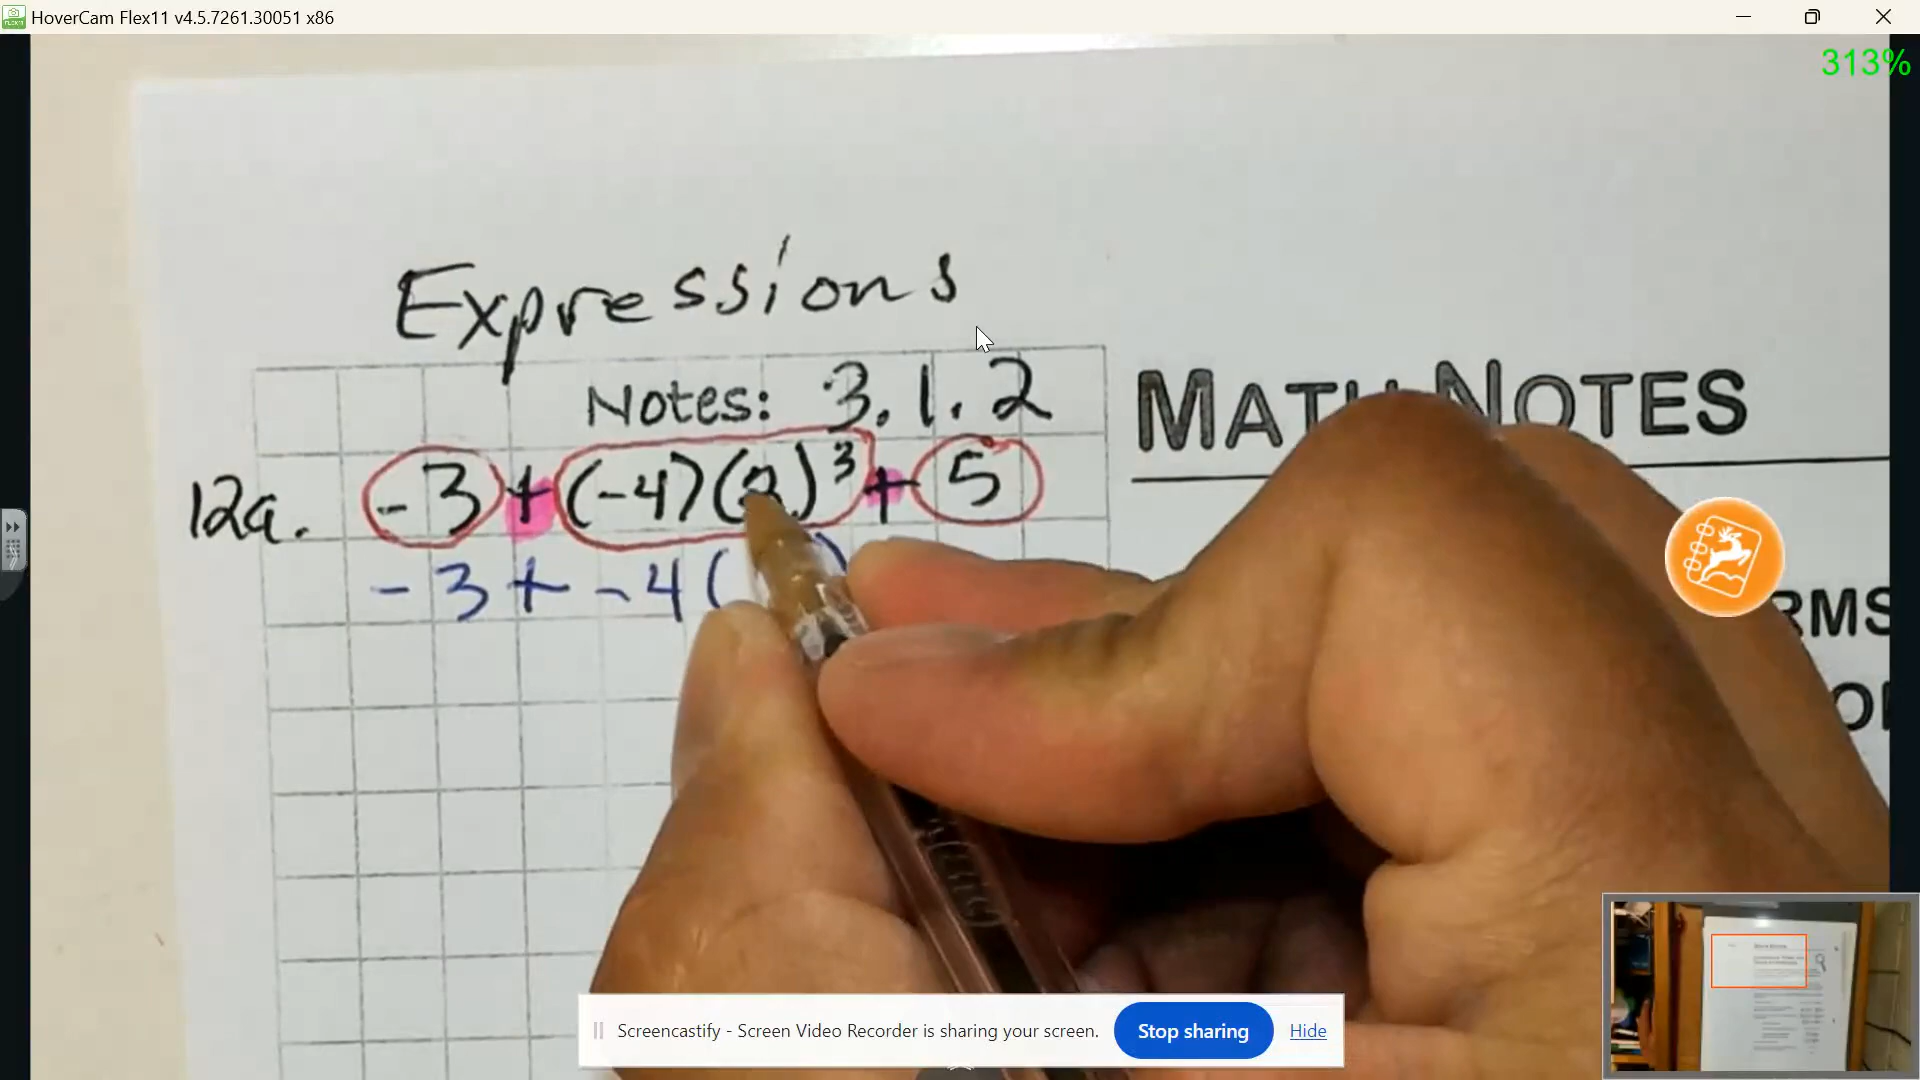 HoverCam Flex11 v4.5.7261.30051 x86
313%
Expressions
Notes: 3.1.2
MATH NOTES
12a. -3 + (-4)(2)³ + 5
-3 + -4( )
RMS
Screencastify - Screen Video Recorder is sharing your screen.
Stop sharing
Hide